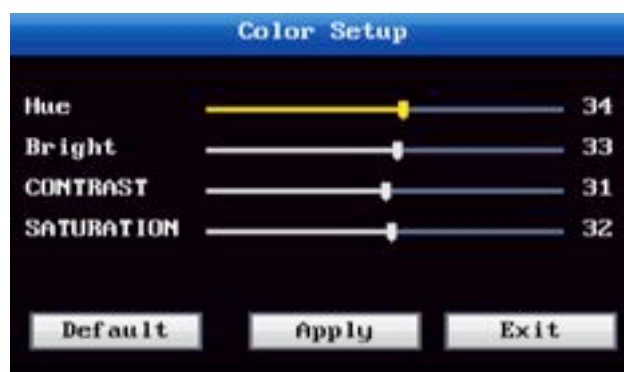 Color Setup
Hue 34
Bright 33
CONTRAST 31
SATURATION 32
Default Apply Exit